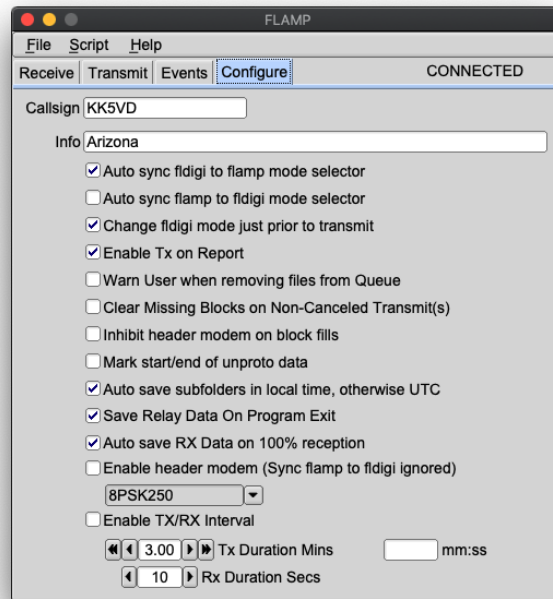 FLAMP
File Script Help
Receive Transmit Events Configure CONNECTED
Callsign KK5VD
Info Arizona
Auto sync fldigi to flamp mode selector
Auto sync flamp to fldigi mode selector
Change fldigi mode just prior to transmit
Enable Tx on Report
Warn User when removing files from Queue
Clear Missing Blocks on Non-Canceled Transmit(s)
Inhibit header modem on block fills
Mark start/end of unproto data
Auto save subfolders in local time, otherwise UTC
Save Relay Data On Program Exit
Auto save RX Data on 100% reception
Enable header modem (Sync flamp to fldigi ignored)
8PSK250
Enable TX/RX Interval
3.00 Tx Duration Mins mm:ss
10 Rx Duration Secs